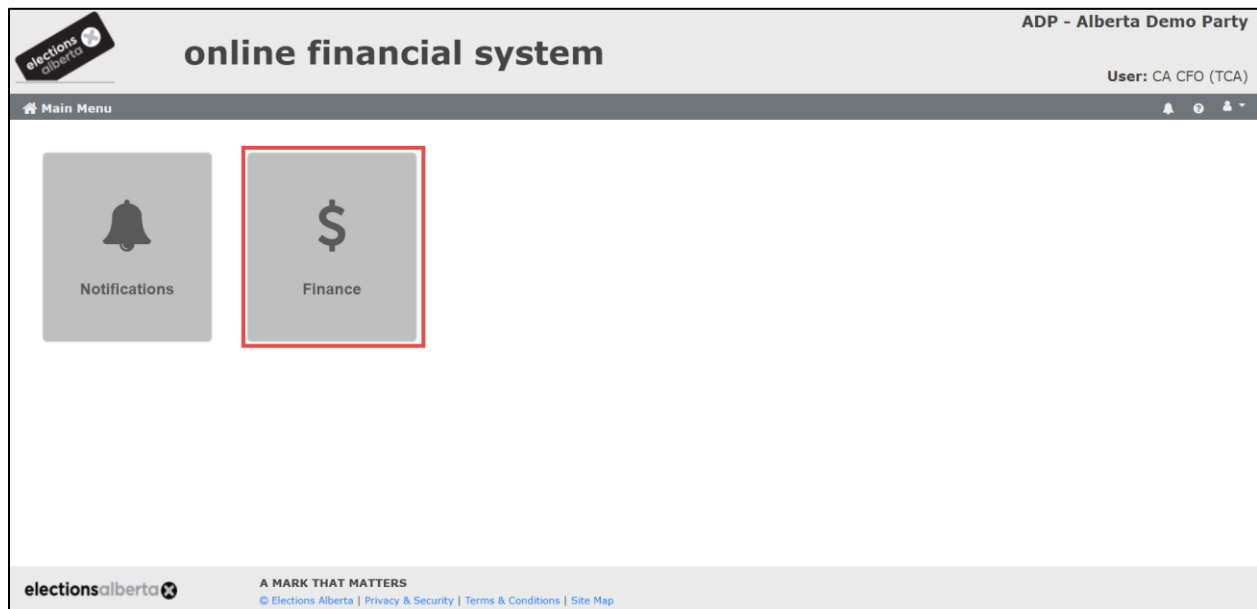 ADP - Alberta Demo Party
elections
alberta
online financial system
User: CA CFO (TCA)
Main Menu
Notifications
Finance
electionsalberta
A MARK THAT MATTERS
© Elections Alberta | Privacy & Security | Terms & Conditions | Site Map